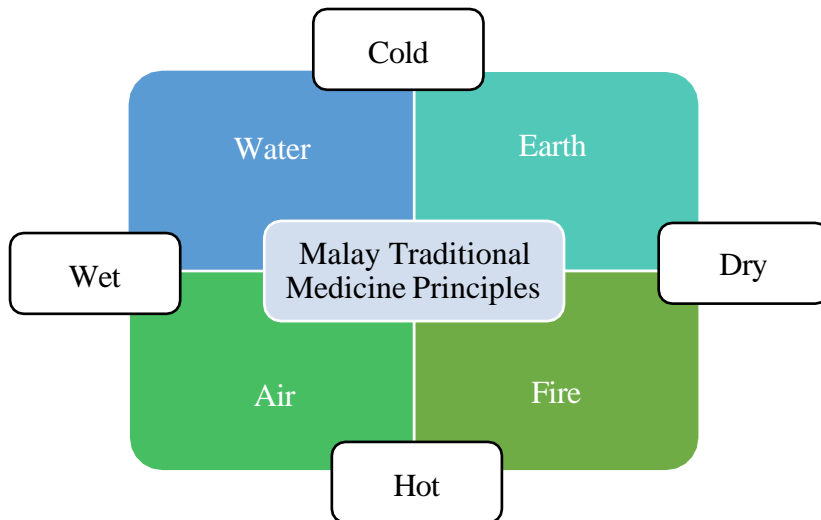 Cold
Water
Earth
Wet
Malay Traditional
Medicine Principles
Dry
Air
Fire
Hot